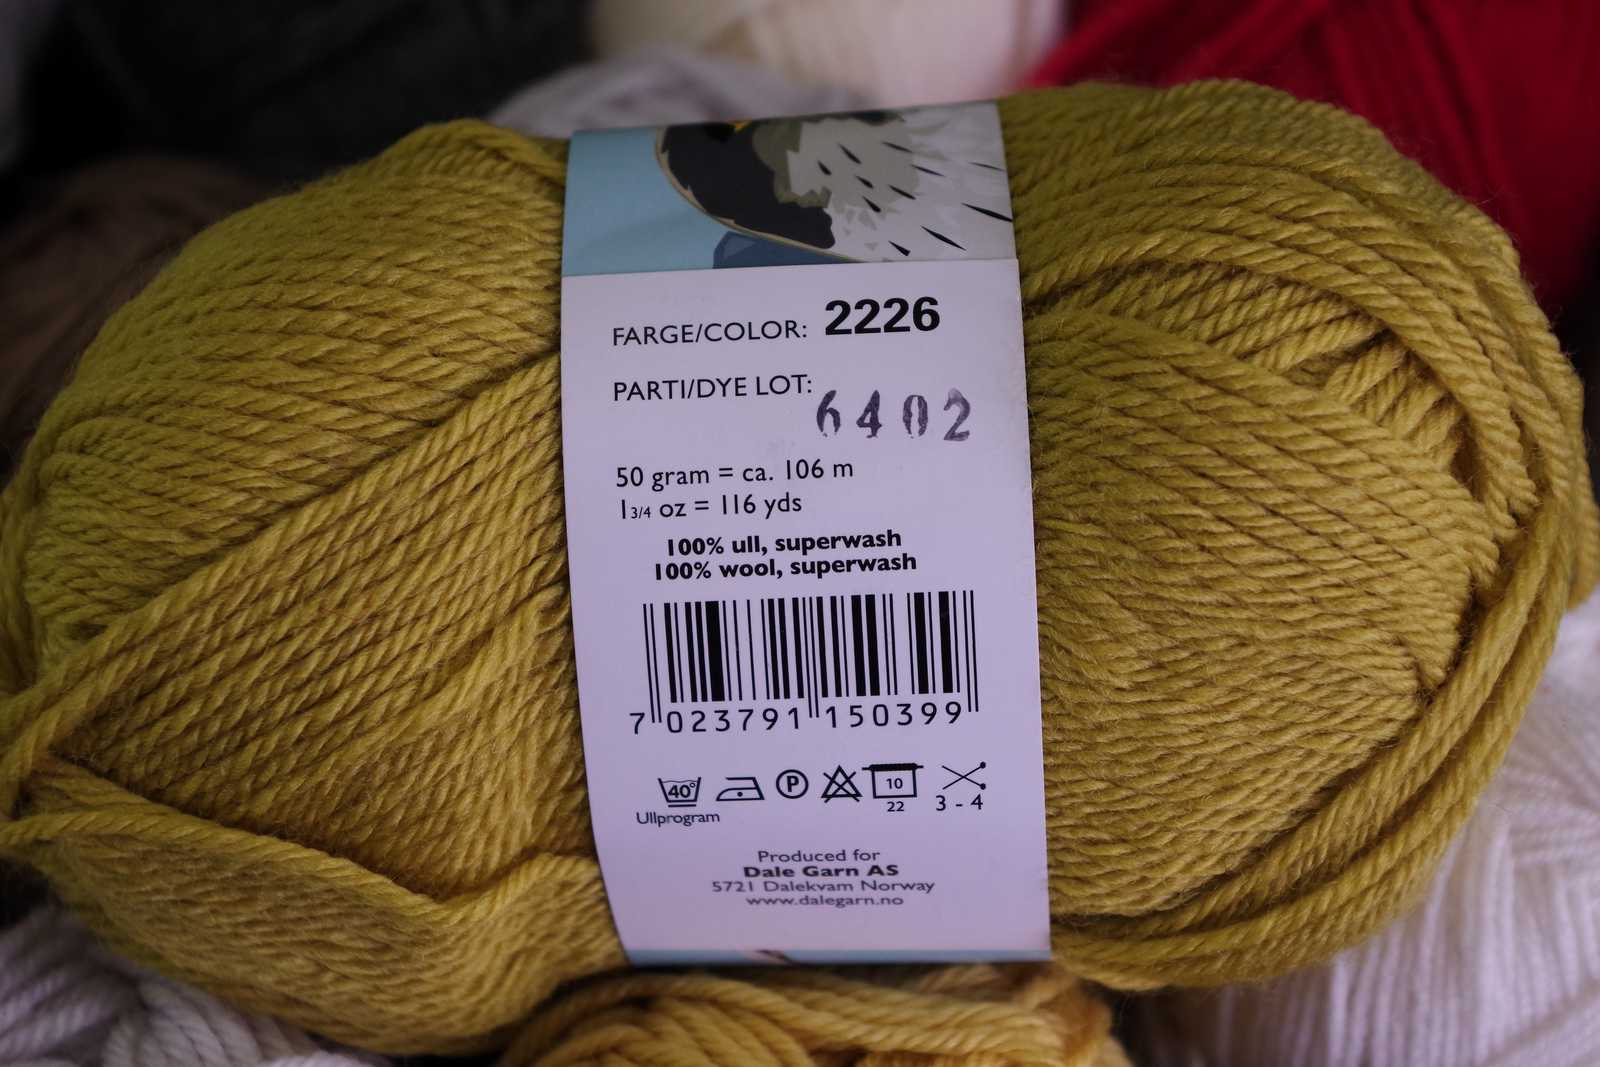 FARGE/COLOR: 2226
PARTI/DYE LOT: 6402
50 gram = ca. 106 m
1 3/4 oz = 116 yds
100% ull, superwash
100% wool, superwash
7 023791 150399
40° P 10
22 3 - 4
Ullprogram
Produced for
Dale Garn AS
5721 Dalekvam Norway
www.dalegarn.no